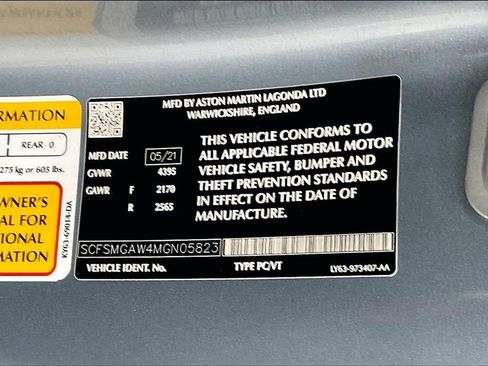 ORMATION
REAR 0
275 kg or 605 lbs.
OWNER'S
AL FOR
TIONAL
MATION
KY63-69014-DA
MFD BY ASTON MARTIN LAGONDA LTD
WARWICKSHIRE, ENGLAND
MFD DATE 05/21
GVWR 4395
GAWR F 2170
R 2565
THIS VEHICLE CONFORMS TO
ALL APPLICABLE FEDERAL MOTOR
VEHICLE SAFETY, BUMPER AND
THEFT PREVENTION STANDARDS
IN EFFECT ON THE DATE OF
MANUFACTURE.
SCFSMGAW4MGN05823
VEHICLE IDENT. No. TYPE PC/VT LY63-973407-AA